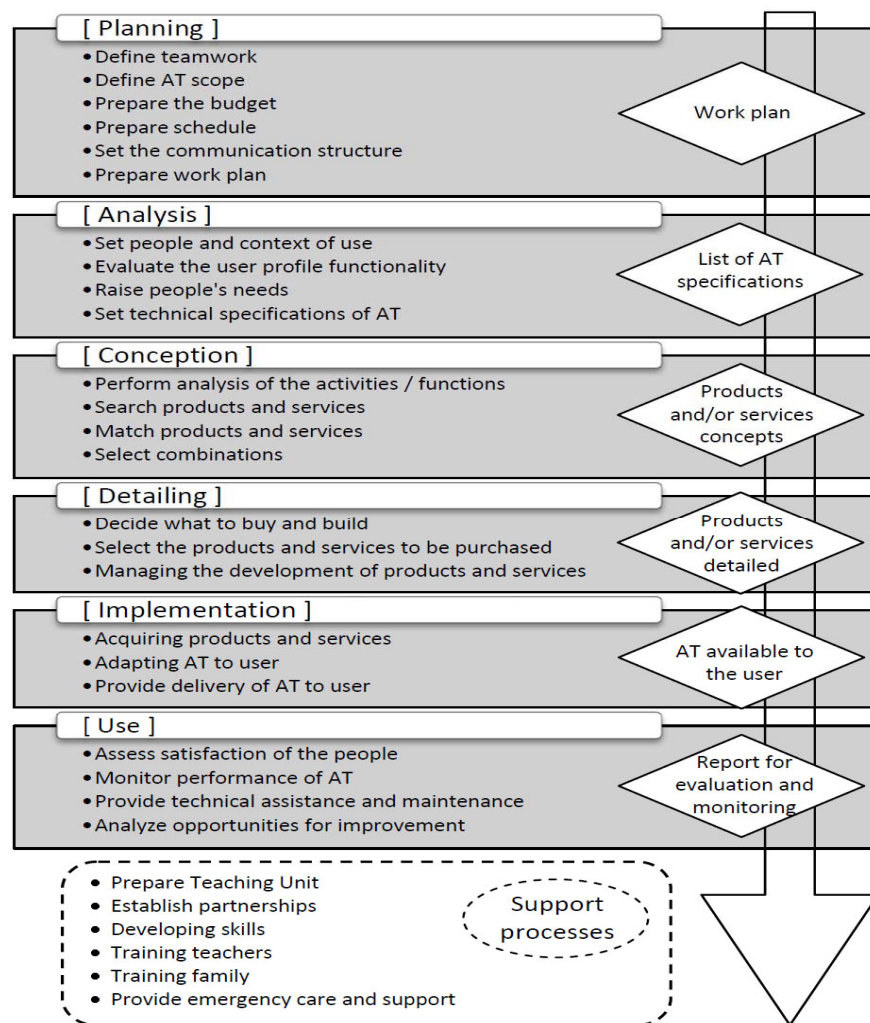 [ Planning ]
• Define teamwork
• Define AT scope
• Prepare the budget
• Prepare schedule
• Set the communication structure
• Prepare work plan
Work plan
[ Analysis ]
• Set people and context of use
• Evaluate the user profile functionality
• Raise people's needs
• Set technical specifications of AT
List of AT
specifications
[ Conception ]
• Perform analysis of the activities / functions
• Search products and services
• Match products and services
• Select combinations
Products
and/or services
concepts
[ Detailing ]
• Decide what to buy and build
• Select the products and services to be purchased
• Managing the development of products and services
Products
and/or services
detailed
[ Implementation ]
• Acquiring products and services
• Adapting AT to user
• Provide delivery of AT to user
AT available to
the user
[ Use ]
• Assess satisfaction of the people
• Monitor performance of AT
• Provide technical assistance and maintenance
• Analyze opportunities for improvement
Report for
evaluation and
monitoring
• Prepare Teaching Unit
• Establish partnerships
• Developing skills
• Training teachers
• Training family
• Provide emergency care and support
Support
processes